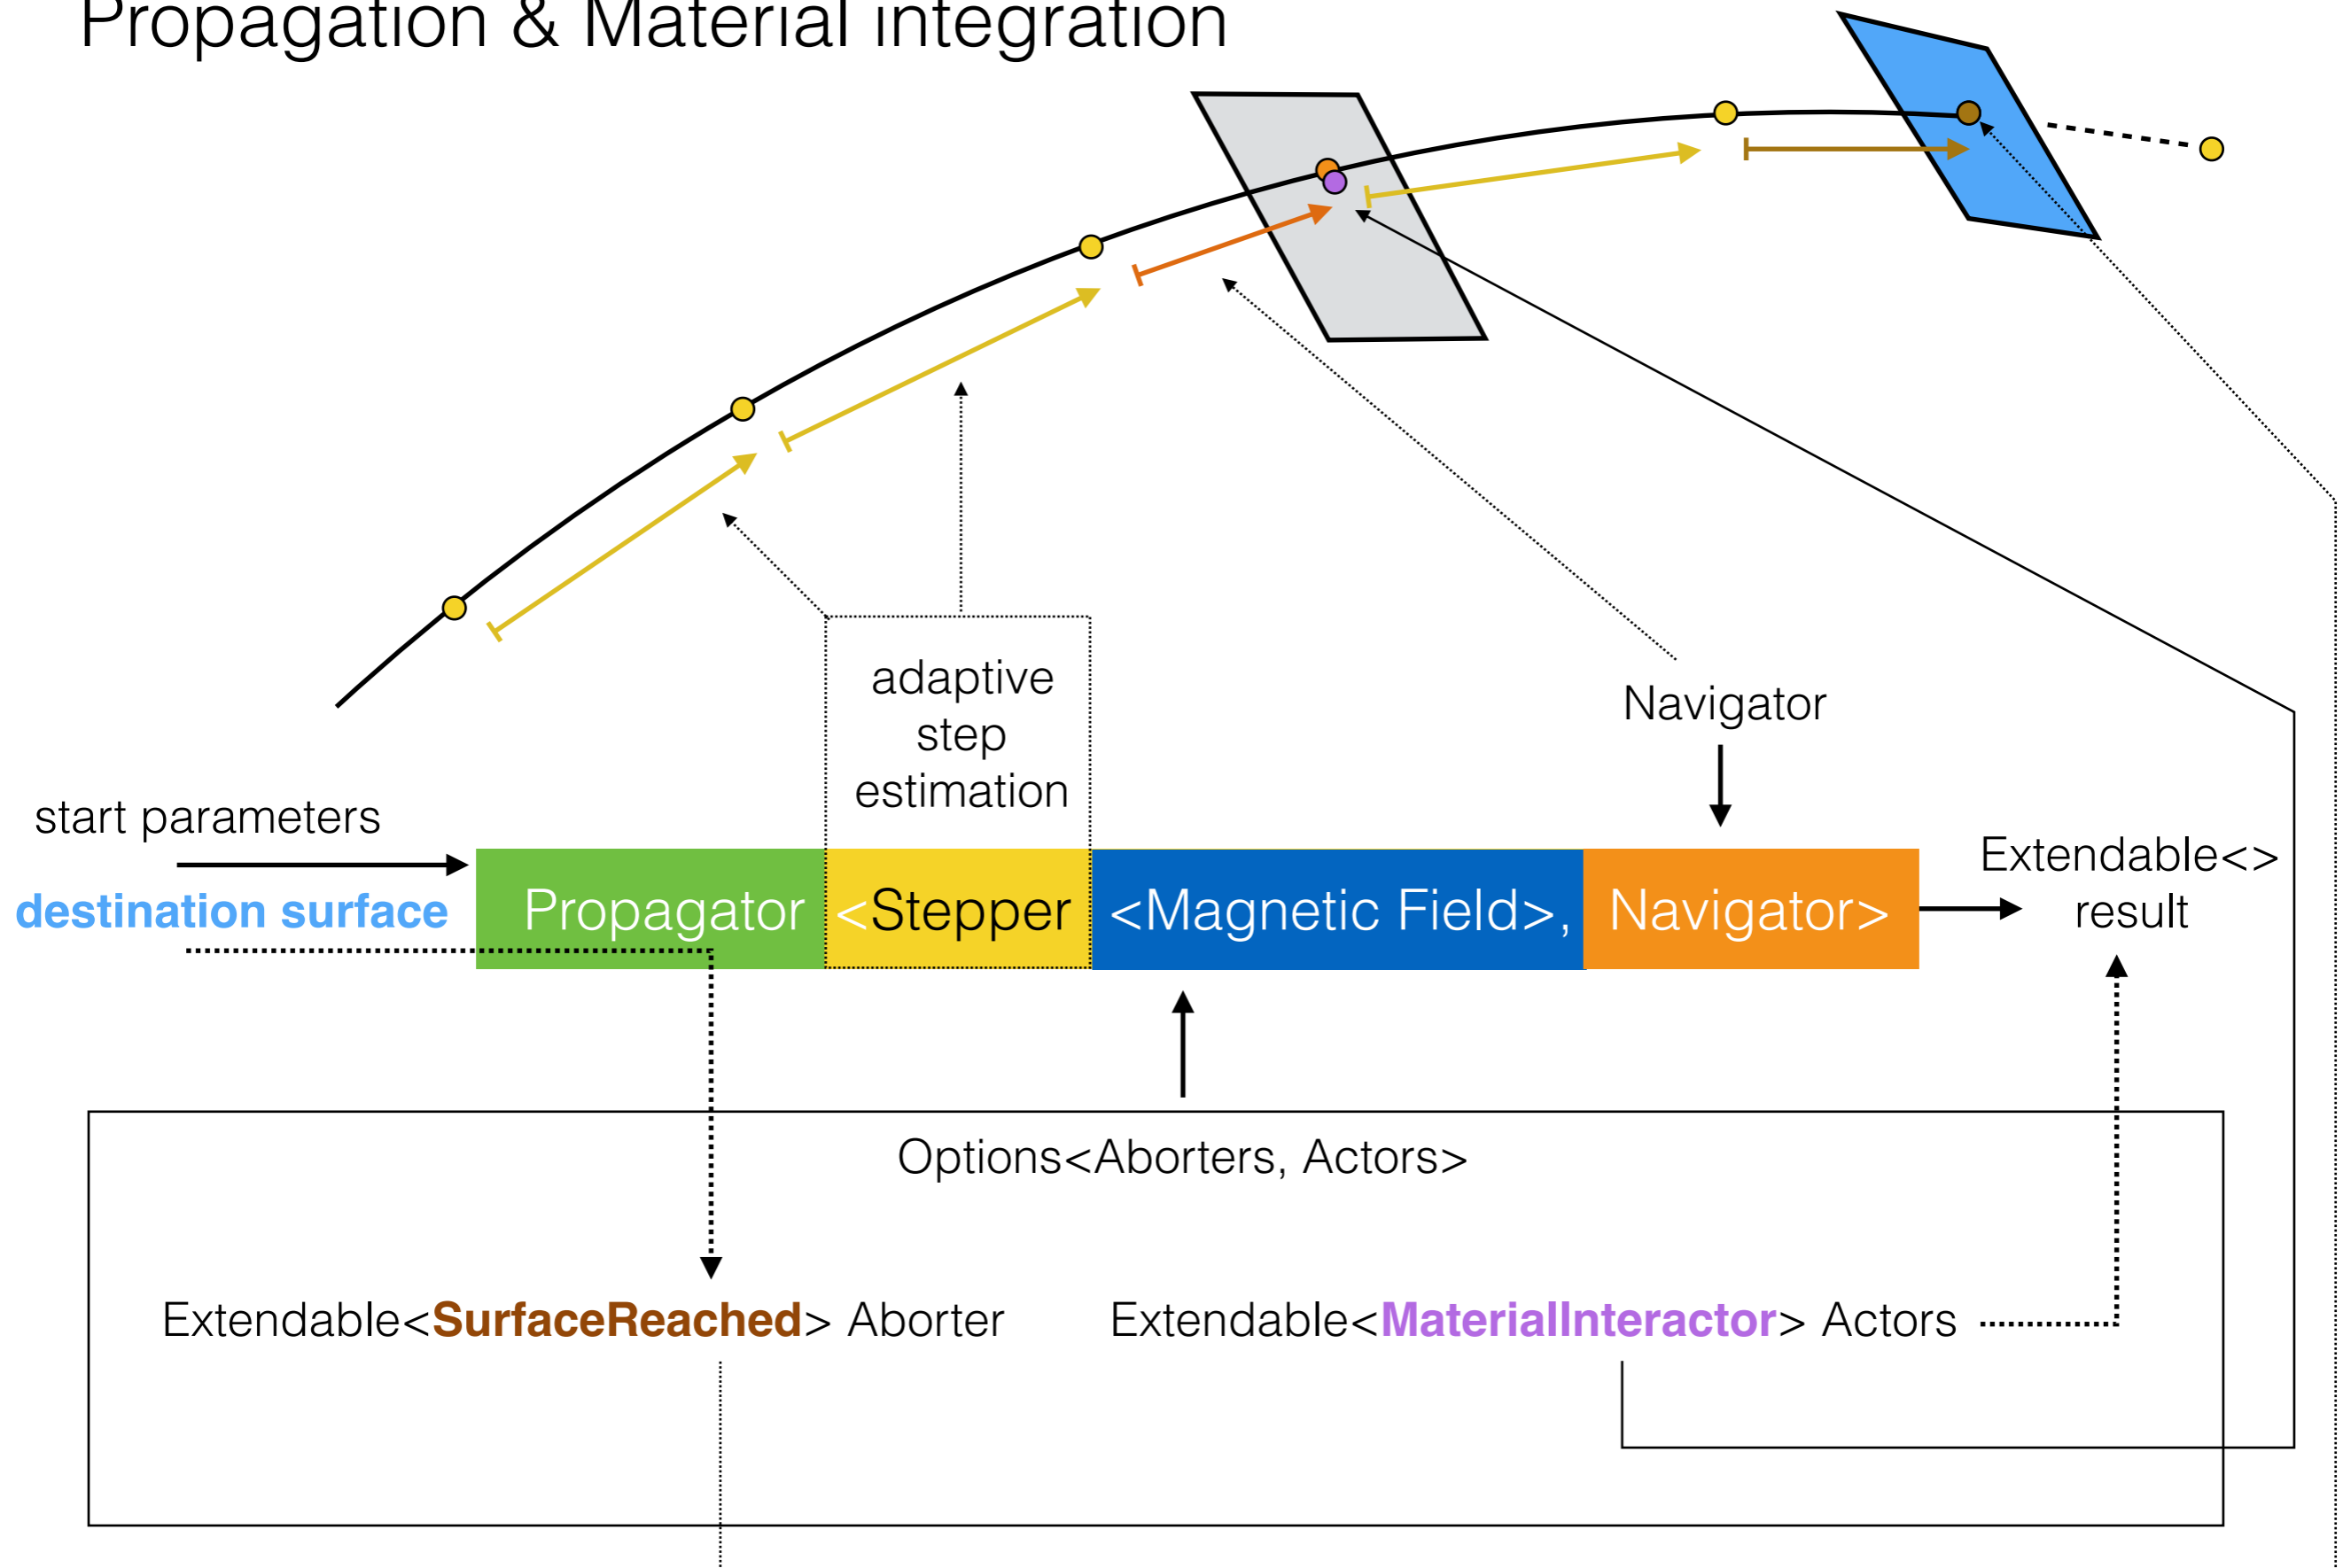 Propagation & Material integration
adaptive
step
estimation
Navigator
start parameters
destination surface
Propagator <Stepper <Magnetic Field>, Navigator>
Extendable<>
result
Options<Aborters, Actors>
Extendable<SurfaceReached> Aborter
Extendable<MaterialInteractor> Actors